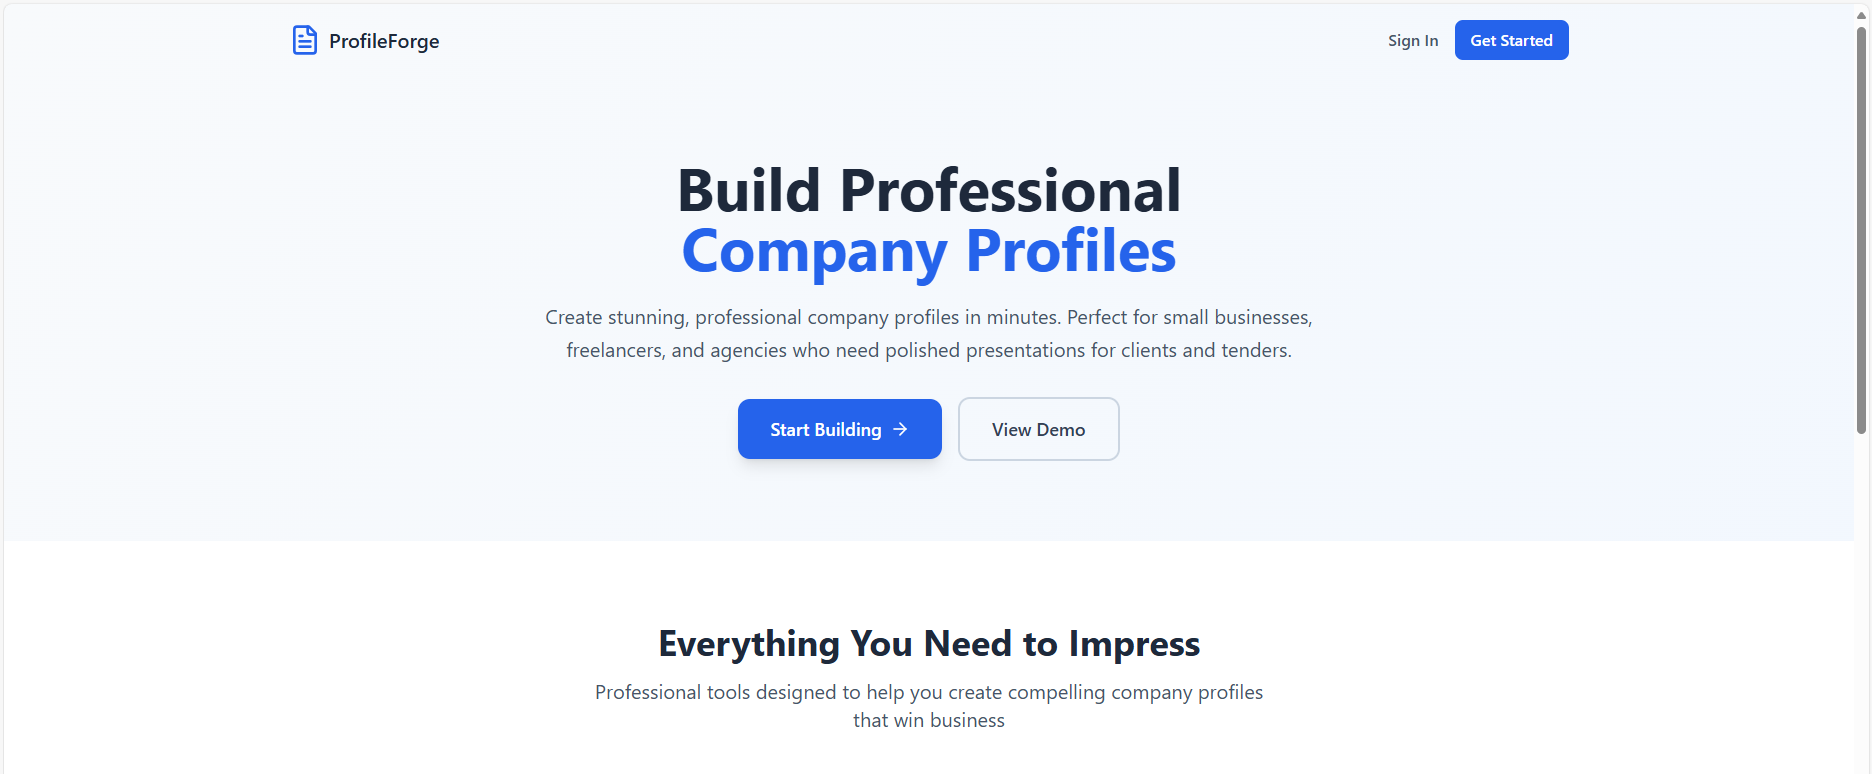 ProfileForge
Sign In
Get Started
Build Professional
Company Profiles
Create stunning, professional company profiles in minutes. Perfect for small businesses,
freelancers, and agencies who need polished presentations for clients and tenders.
Start Building →
View Demo
Everything You Need to Impress
Professional tools designed to help you create compelling company profiles
that win business